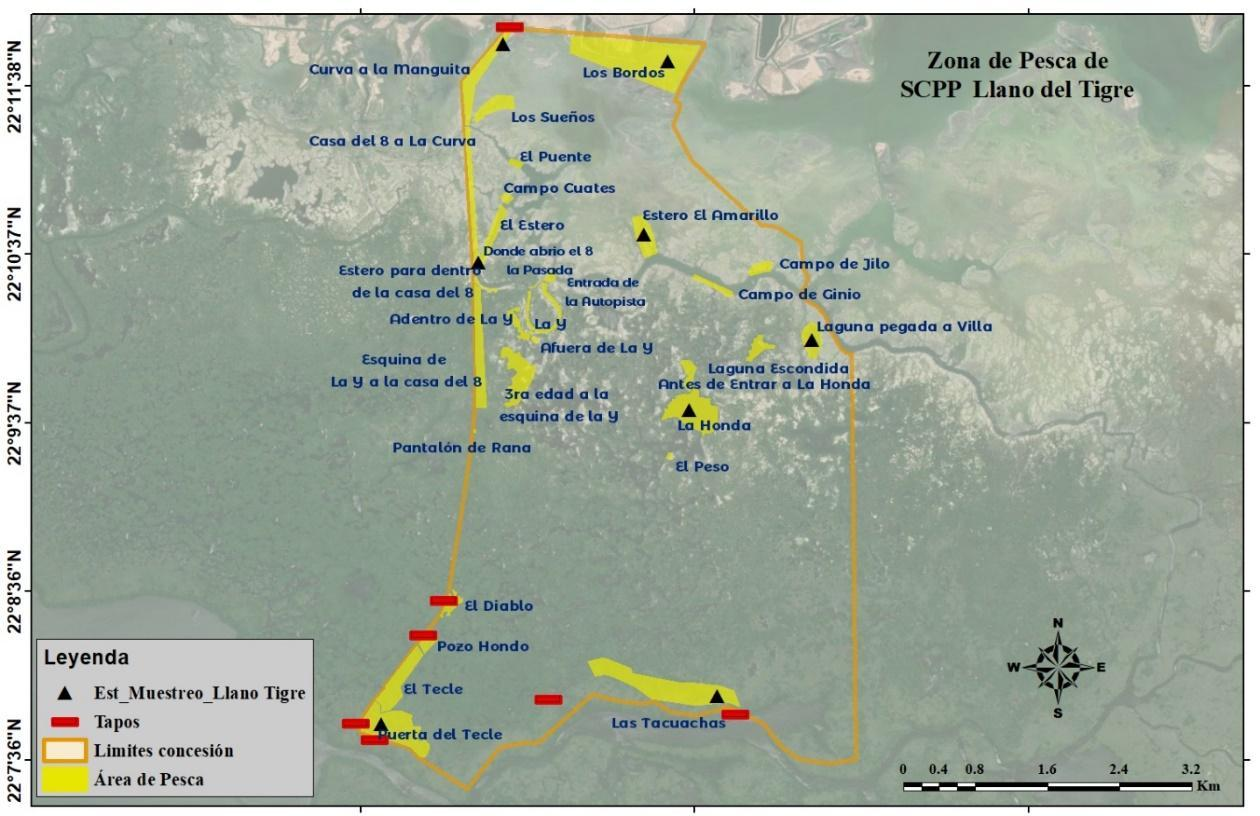 Zona de Pesca de
SCPP Llano del Tigre
22°11'38"N
22°10'37"N
22°9'37"N
22°8'36"N
22°7'36"N
Curva a la Manguita
Los Bordos
Los Sueños
Casa del 8 a La Curva
El Puente
Campo Cuates
Estero El Amarillo
El Estero
Donde abrio el 8
la Pasada
Estero para dentro
de la casa del 8
Campo de Jilo
Entrada de
la Autopista
Campo de Ginio
Adentro de La Y
La Y
Laguna pegada a Villa
Afuera de La Y
Esquina de
La Y a la casa del 8
Laguna Escondida
Antes de Entrar a La Honda
3ra edad a la
esquina de la Y
La Honda
Pantalón de Rana
El Peso
El Diablo
Pozo Hondo
El Tecle
Las Tacuachas
Puerta del Tecle
Leyenda
Est_Muestreo_Llano Tigre
Tapos
Limites concesión
Área de Pesca
N
W E
S
0 0.4 0.8 1.6 2.4 3.2
Km